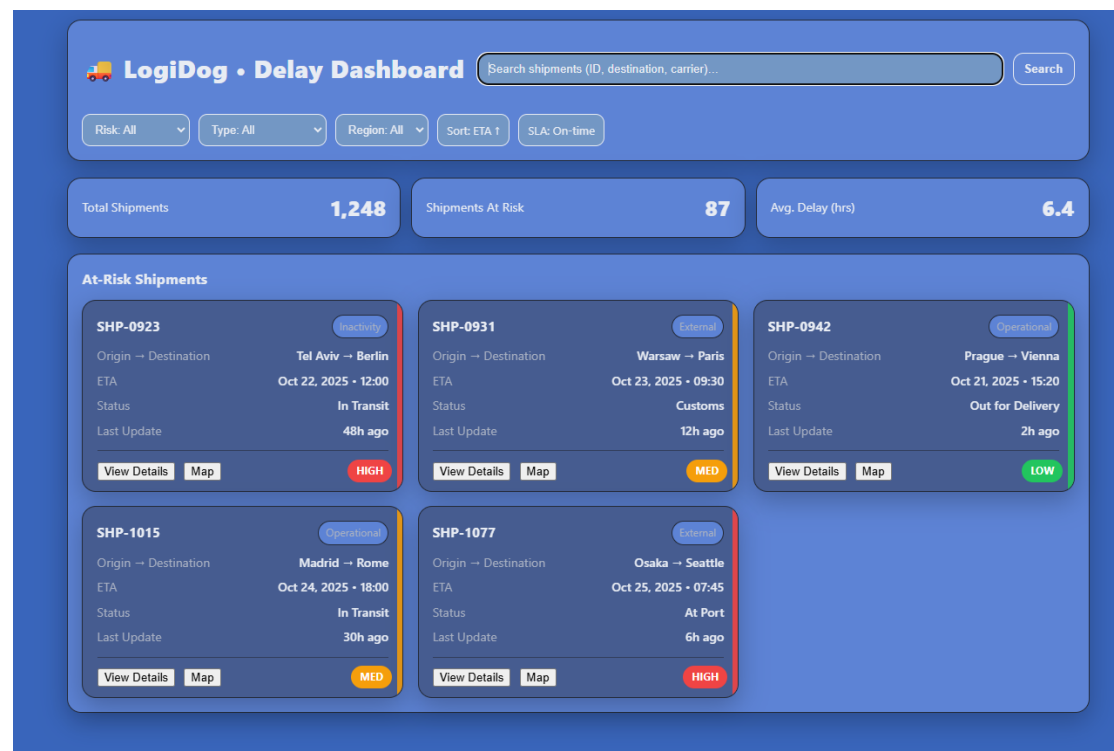 🚚 LogiDog • Delay Dashboard
Search shipments (ID, destination, carrier)...
Search
Risk: All
Type: All
Region: All
Sort: ETA ↑
SLA: On-time
Total Shipments 1,248
Shipments At Risk 87
Avg. Delay (hrs) 6.4
At-Risk Shipments
SHP-0923 Inactivity
Origin → Destination Tel Aviv → Berlin
ETA Oct 22, 2025 • 12:00
Status In Transit
Last Update 48h ago
View Details Map HIGH
SHP-0931 External
Origin → Destination Warsaw → Paris
ETA Oct 23, 2025 • 09:30
Status Customs
Last Update 12h ago
View Details Map MED
SHP-0942 Operational
Origin → Destination Prague → Vienna
ETA Oct 21, 2025 • 15:20
Status Out for Delivery
Last Update 2h ago
View Details Map LOW
SHP-1015 Operational
Origin → Destination Madrid → Rome
ETA Oct 24, 2025 • 18:00
Status In Transit
Last Update 30h ago
View Details Map MED
SHP-1077 External
Origin → Destination Osaka → Seattle
ETA Oct 25, 2025 • 07:45
Status At Port
Last Update 6h ago
View Details Map HIGH